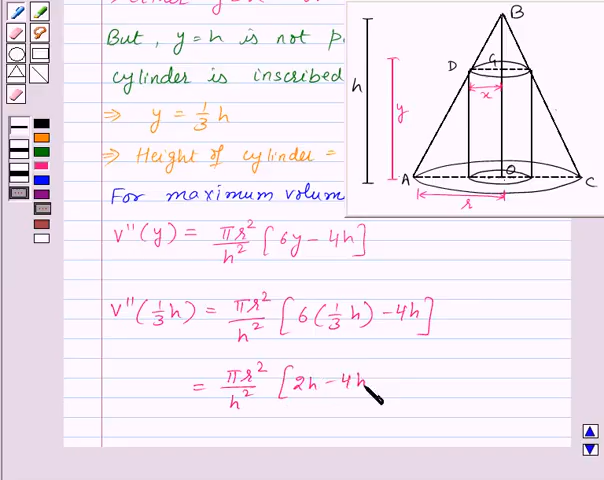 But, y=h is not p
cylinder is inscribed
⇒ y = 1/3 h
⇒ Height of cylinder =
For maximum volum
V''(y) = πr²/h² [6y - 4h]
V''(1/3 h) = πr²/h² [6(1/3 h) - 4h]
= πr²/h² [2h - 4h
B
h
D
G
y
x
A
O
C
r